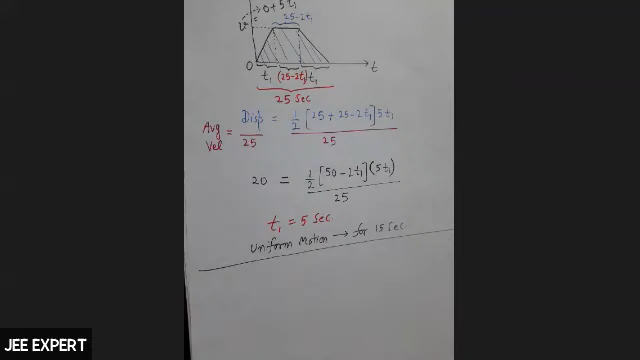 v = → 0 + 5t₁
25-2t₁
0
t₁ (25-2t₁) t₁
t
25 sec
Avg Vel = Disp / 25 = ½ [25 + 25 - 2t₁] 5t₁ / 25
20 = ½ [50 - 2t₁] (5t₁) / 25
t₁ = 5 Sec.
Uniform Motion → for 15 sec
JEE EXPERT